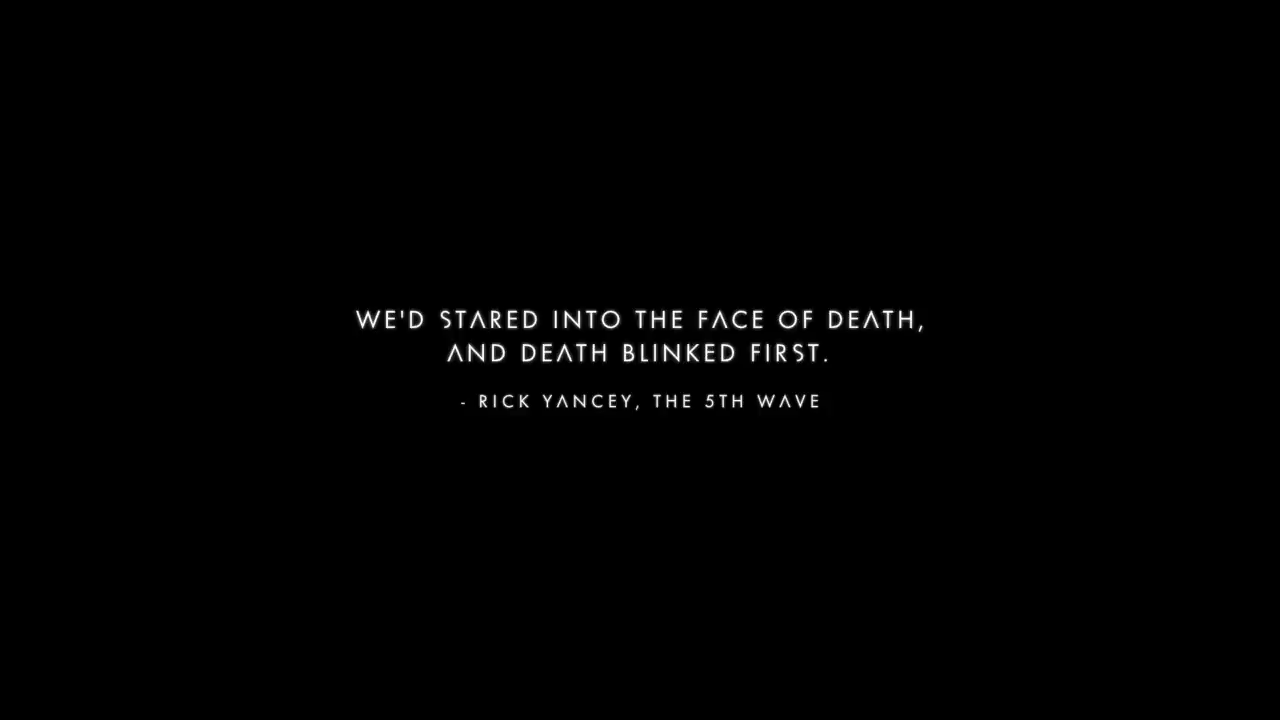 WE'D STARED INTO THE FACE OF DEATH,
AND DEATH BLINKED FIRST.
- RICK YANCEY, THE 5TH WAVE